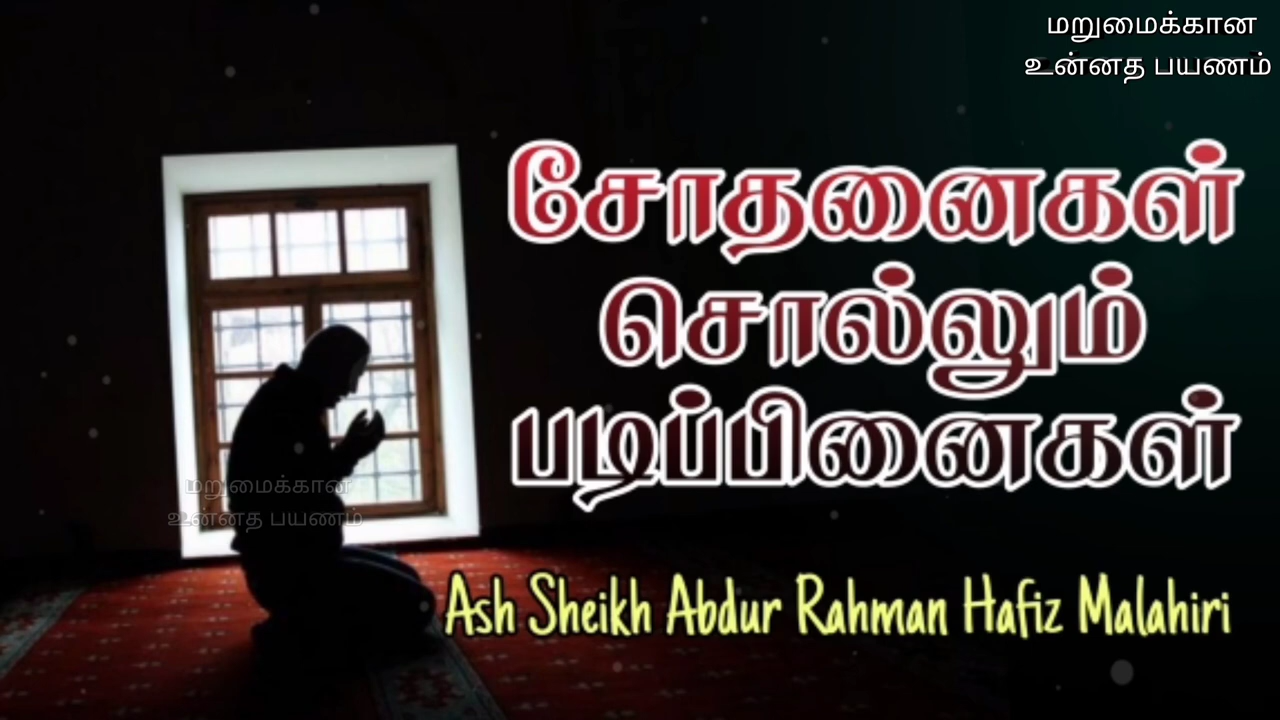 மறுமைக்கான
உன்னத பயணம்
சோதனைகள்
சொல்லும்
படிப்பினைகள்
மறுமைக்கான
உன்னத பயணம்
Ash Sheikh Abdur Rahman Hafiz Malahiri